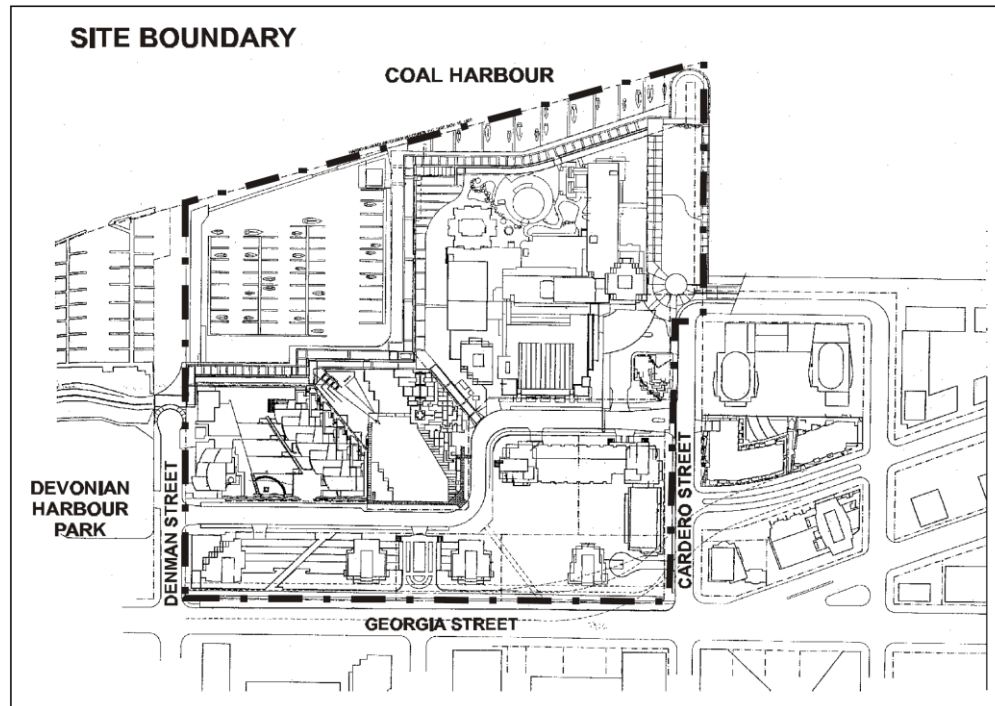 SITE BOUNDARY
COAL HARBOUR
DEVONIAN
HARBOUR
PARK
DENMAN STREET
CARDERO STREET
GEORGIA STREET